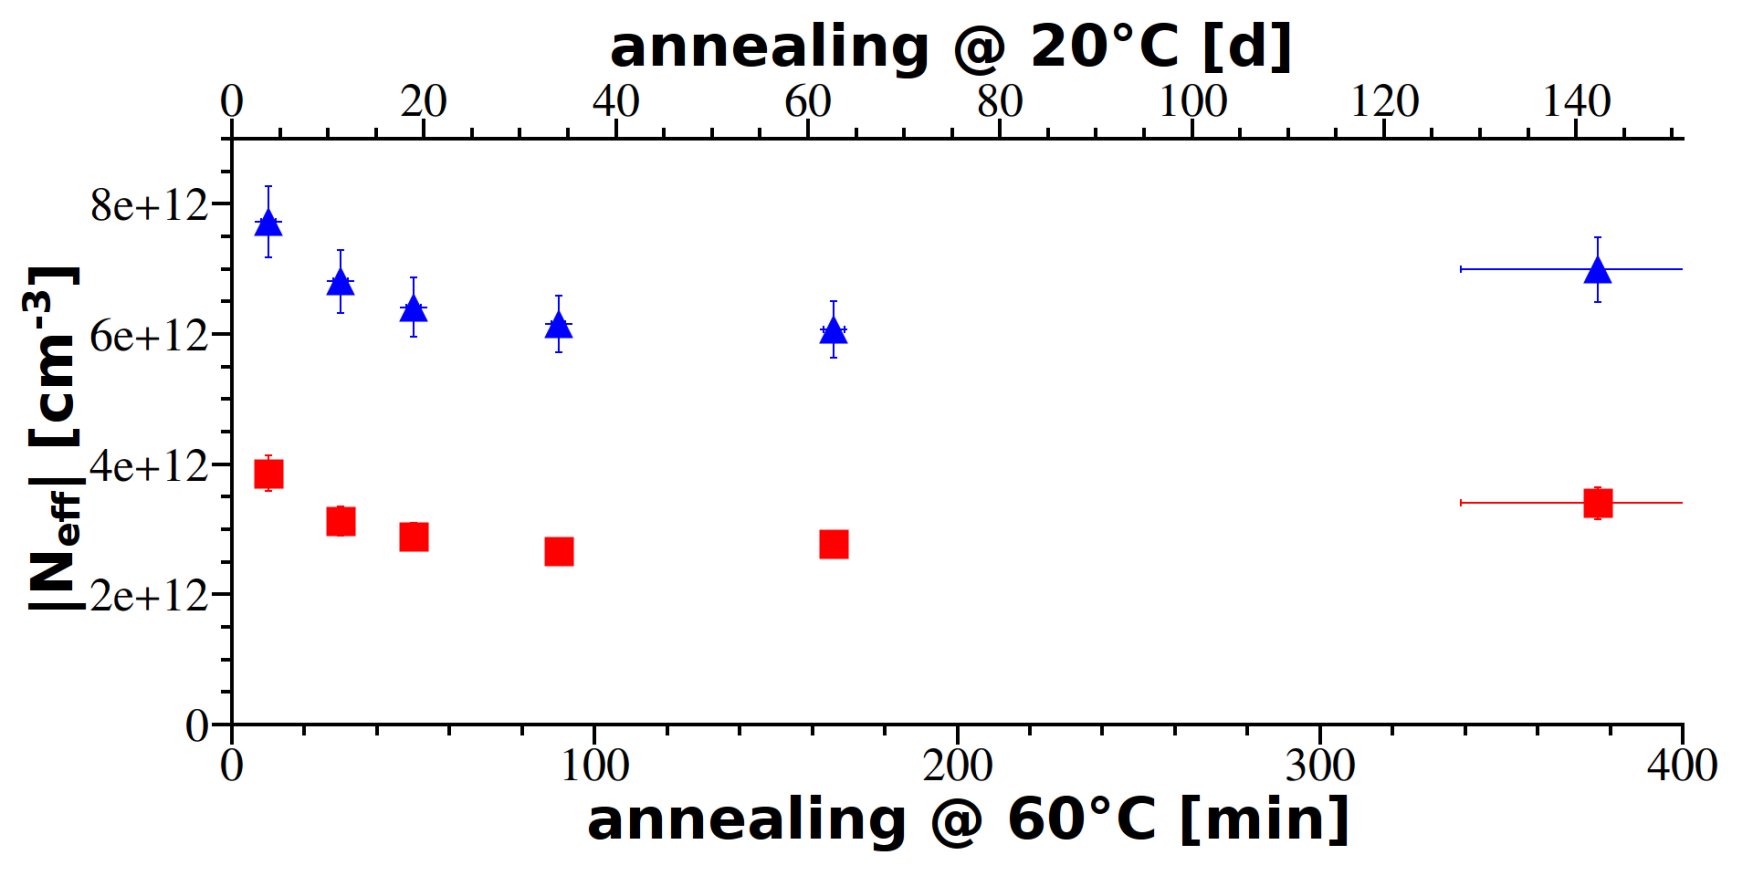 annealing @ 20°C [d]
0 20 40 60 80 100 120 140
|N_eff| [cm^-3]
8e+12
6e+12
4e+12
2e+12
0
0 100 200 300 400
annealing @ 60°C [min]